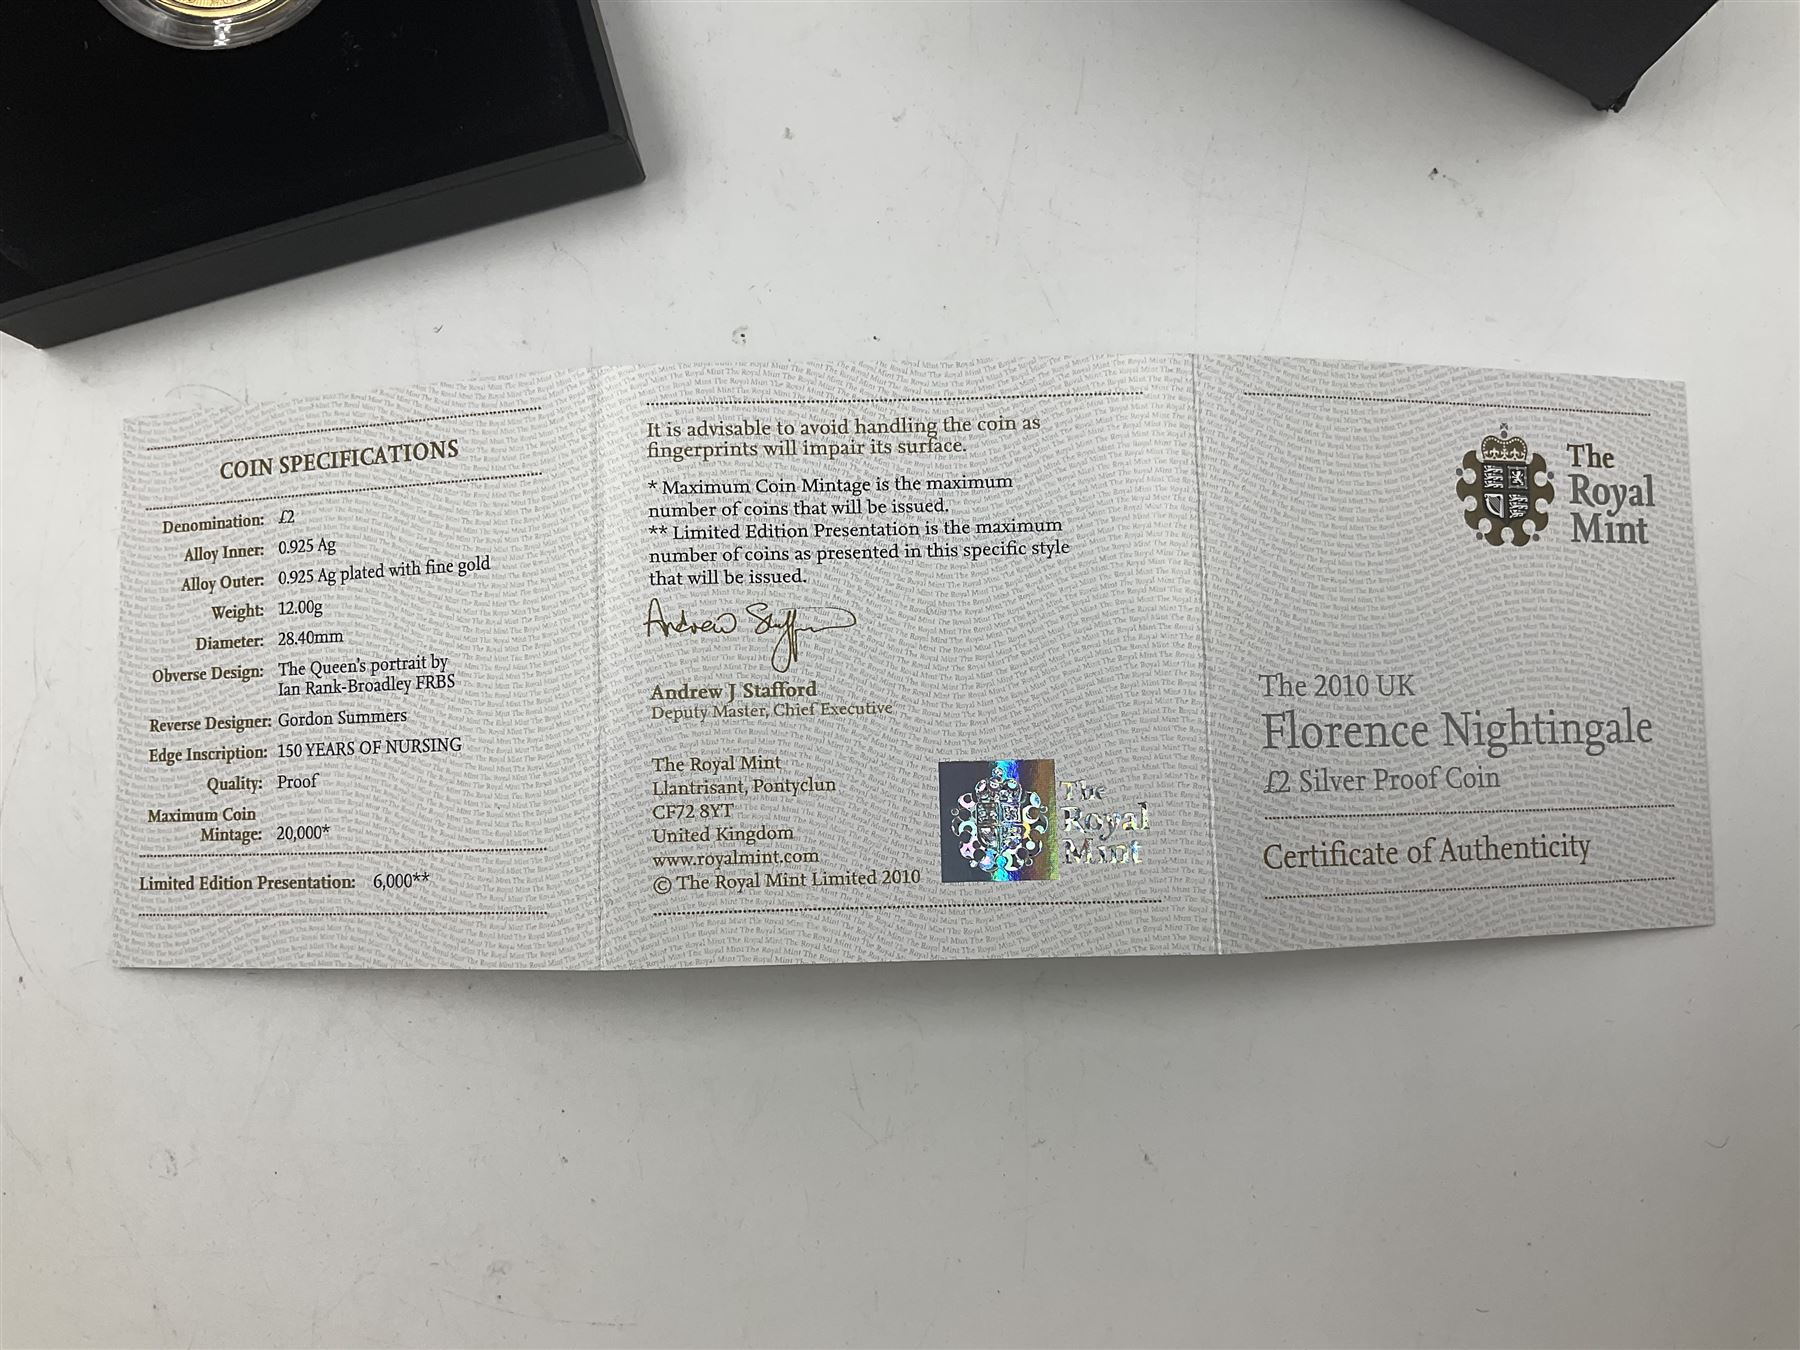 COIN SPECIFICATIONS
Denomination: £2
Alloy Inner: 0.925 Ag
Alloy Outer: 0.925 Ag plated with fine gold
Weight: 12.00g
Diameter: 28.40mm
Obverse Design: The Queen's portrait by
Ian Rank-Broadley FRBS
Reverse Designer: Gordon Summers
Edge Inscription: 150 YEARS OF NURSING
Quality: Proof
Maximum Coin
Mintage: 20,000*
Limited Edition Presentation: 6,000**
It is advisable to avoid handling the coin as
fingerprints will impair its surface.
* Maximum Coin Mintage is the maximum
number of coins that will be issued.
** Limited Edition Presentation is the maximum
number of coins as presented in this specific style
that will be issued.
Andrew Stafford
Andrew J Stafford
Deputy Master, Chief Executive
The Royal Mint
Llantrisant, Pontyclun
CF72 8YT
United Kingdom
www.royalmint.com
© The Royal Mint Limited 2010
The
Royal
Mint
The
Royal
Mint
The 2010 UK
Florence Nightingale
£2 Silver Proof Coin
Certificate of Authenticity